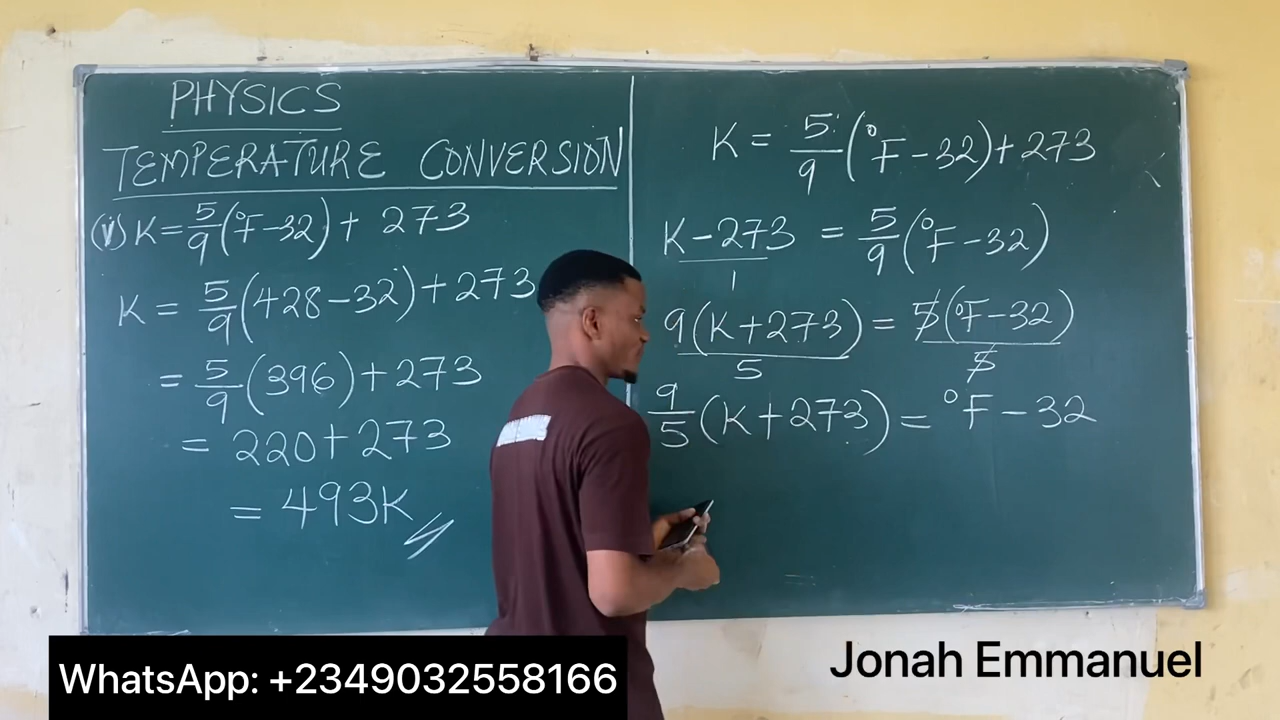 PHYSICS
TEMPERATURE CONVERSION
(v) K = 5/9 (°F - 32) + 273
K = 5/9 (428 - 32) + 273
= 5/9 (396) + 273
= 220 + 273
= 493K
K = 5/9 (°F - 32) + 273
K - 273 / 1 = 5/9 (°F - 32)
9(K + 273) / 5 = 5(°F - 32) / 5
9/5 (K + 273) = °F - 32
WhatsApp: +2349032558166
Jonah Emmanuel